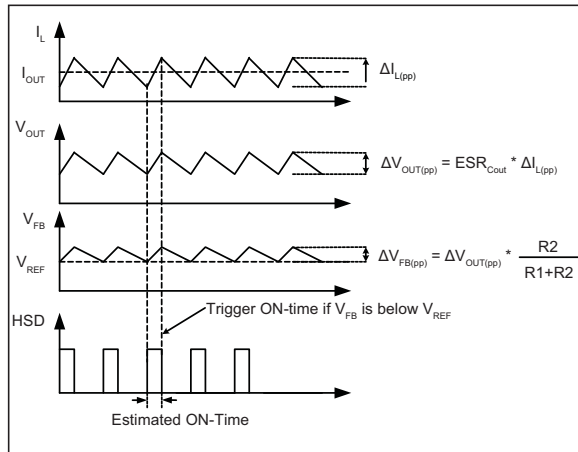 I_L
I_OUT
ΔI_L(pp)
V_OUT
ΔV_OUT(pp) = ESR_Cout * ΔI_L(pp)
V_FB
V_REF
ΔV_FB(pp) = ΔV_OUT(pp) * R2
R1+R2
Trigger ON-time if V_FB is below V_REF
HSD
Estimated ON-Time